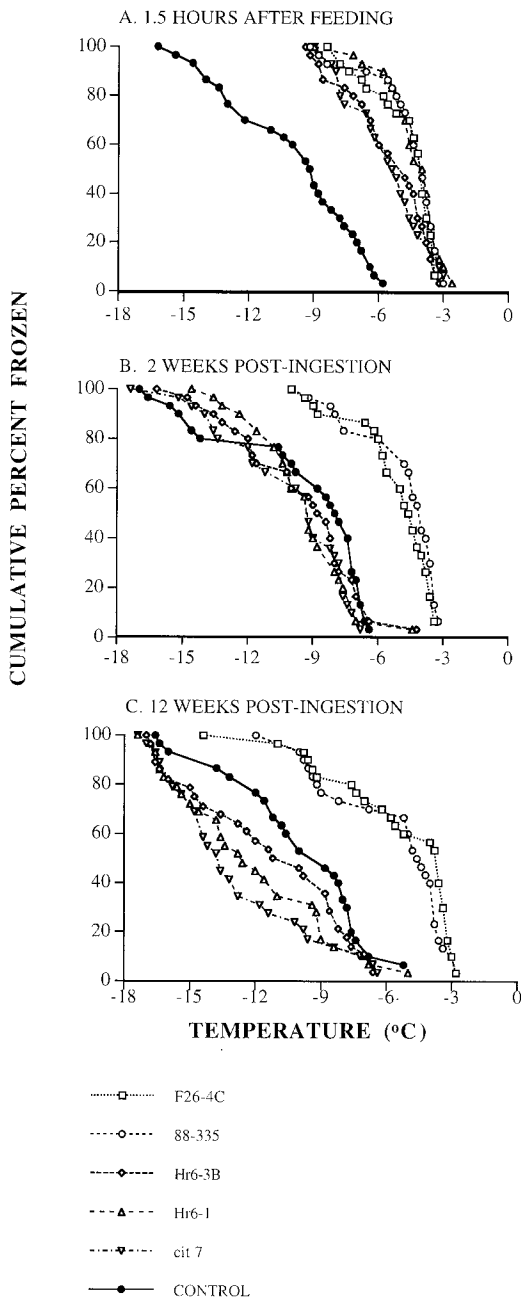 A. 1.5 HOURS AFTER FEEDING
100
80
60
40
20
0
-18 -15 -12 -9 -6 -3 0
B. 2 WEEKS POST-INGESTION
100
80
60
40
20
0
-18 -15 -12 -9 -6 -3 0
C. 12 WEEKS POST-INGESTION
100
80
60
40
20
0
-18 -15 -12 -9 -6 -3 0
CUMULATIVE PERCENT FROZEN
TEMPERATURE (°C)
F26-4C
88-335
Hr6-3B
Hr6-1
cit 7
CONTROL